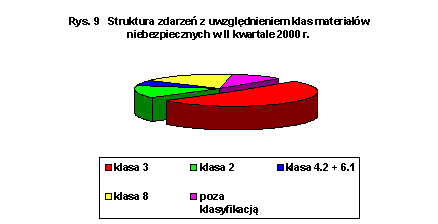 Rys. 9 Struktura zdarzeń z uwzględnieniem klas materiałów
niebezpiecznych w II kwartale 2000 r.
klasa 3 klasa 2 klasa 4.2 + 6.1
klasa 8 poza
klasyfikacją